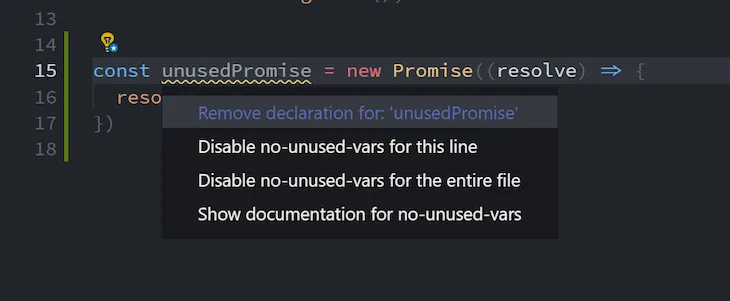 13
14
15 const unusedPromise = new Promise((resolve) => {
16 reso
17 })
18
Remove declaration for: 'unusedPromise'
Disable no-unused-vars for this line
Disable no-unused-vars for the entire file
Show documentation for no-unused-vars